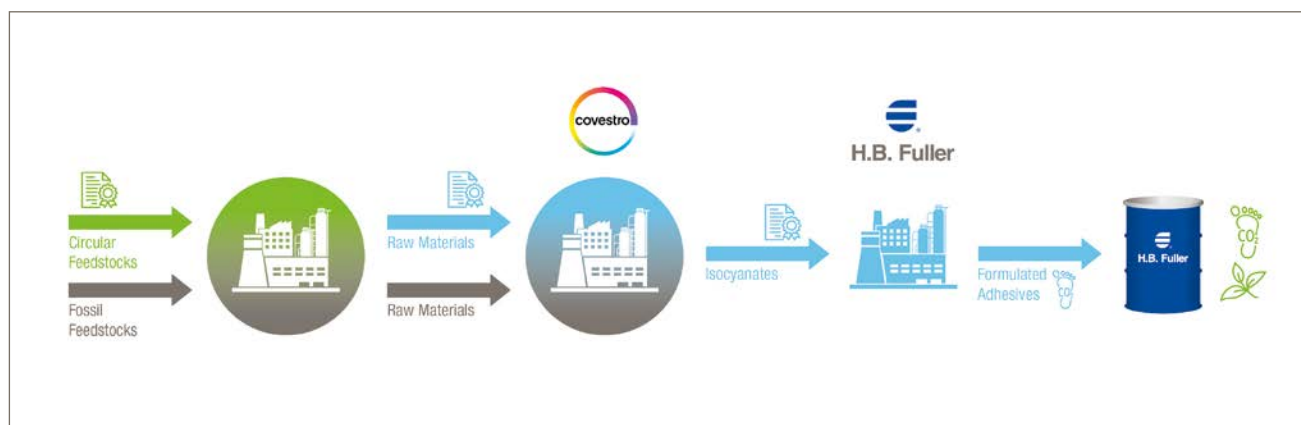 covestro
H.B. Fuller
Circular
Feedstocks
Fossil
Feedstocks
Raw Materials
Raw Materials
Isocyanates
Formulated
Adhesives
CO2
H.B. Fuller
CO2